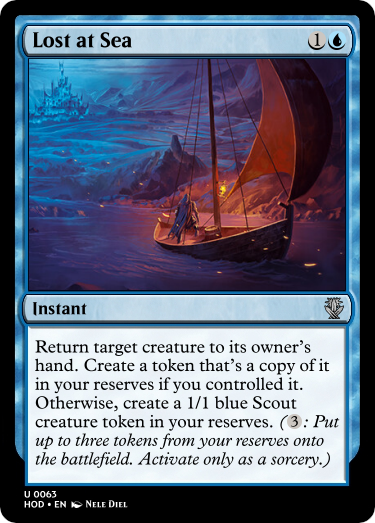 Lost at Sea 1
Instant
Return target creature to its owner's
hand. Create a token that's a copy of it
in your reserves if you controlled it.
Otherwise, create a 1/1 blue Scout
creature token in your reserves. (3: Put
up to three tokens from your reserves onto
the battlefield. Activate only as a sorcery.)
U 0063
HOD • EN NELE DIEL